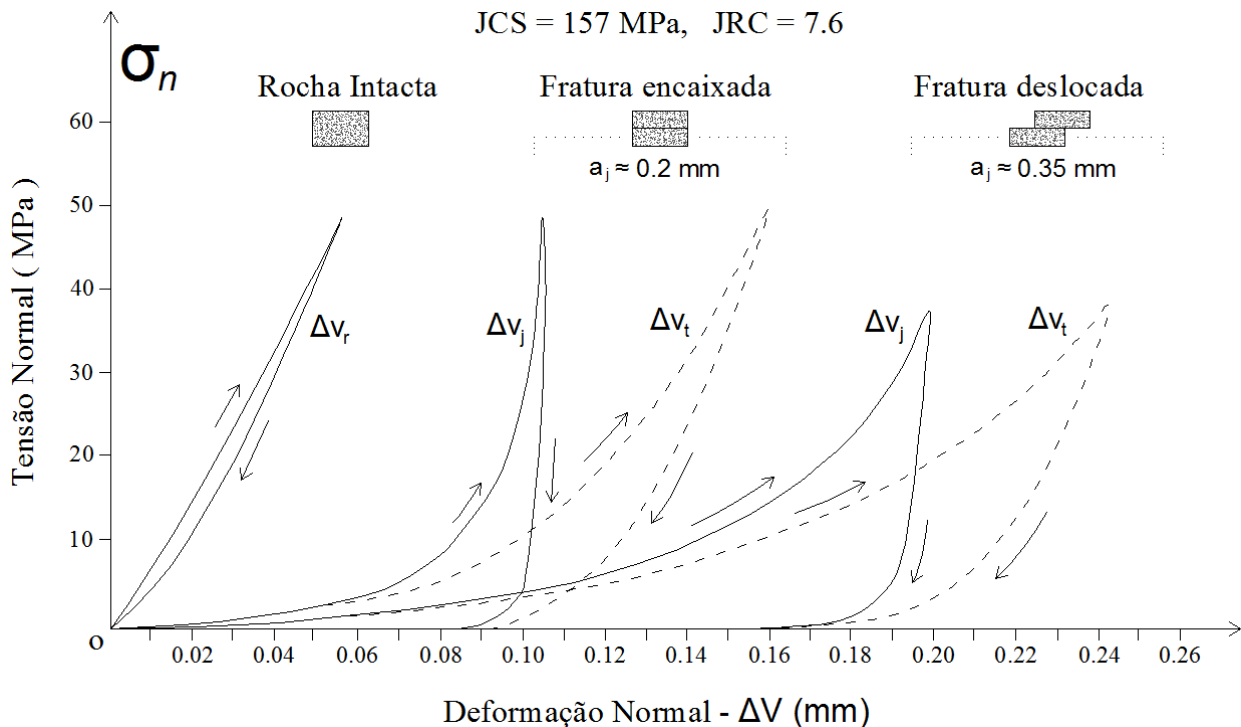 JCS = 157 MPa, JRC = 7.6
σn
Rocha Intacta
Fratura encaixada
Fratura deslocada
aj ≈ 0.2 mm
aj ≈ 0.35 mm
60
50
40
30
20
10
O
Tensão Normal ( MPa )
Δvr
Δvj
Δvt
Δvj
Δvt
0.02 0.04 0.06 0.08 0.10 0.12 0.14 0.16 0.18 0.20 0.22 0.24 0.26
Deformação Normal - ΔV (mm)